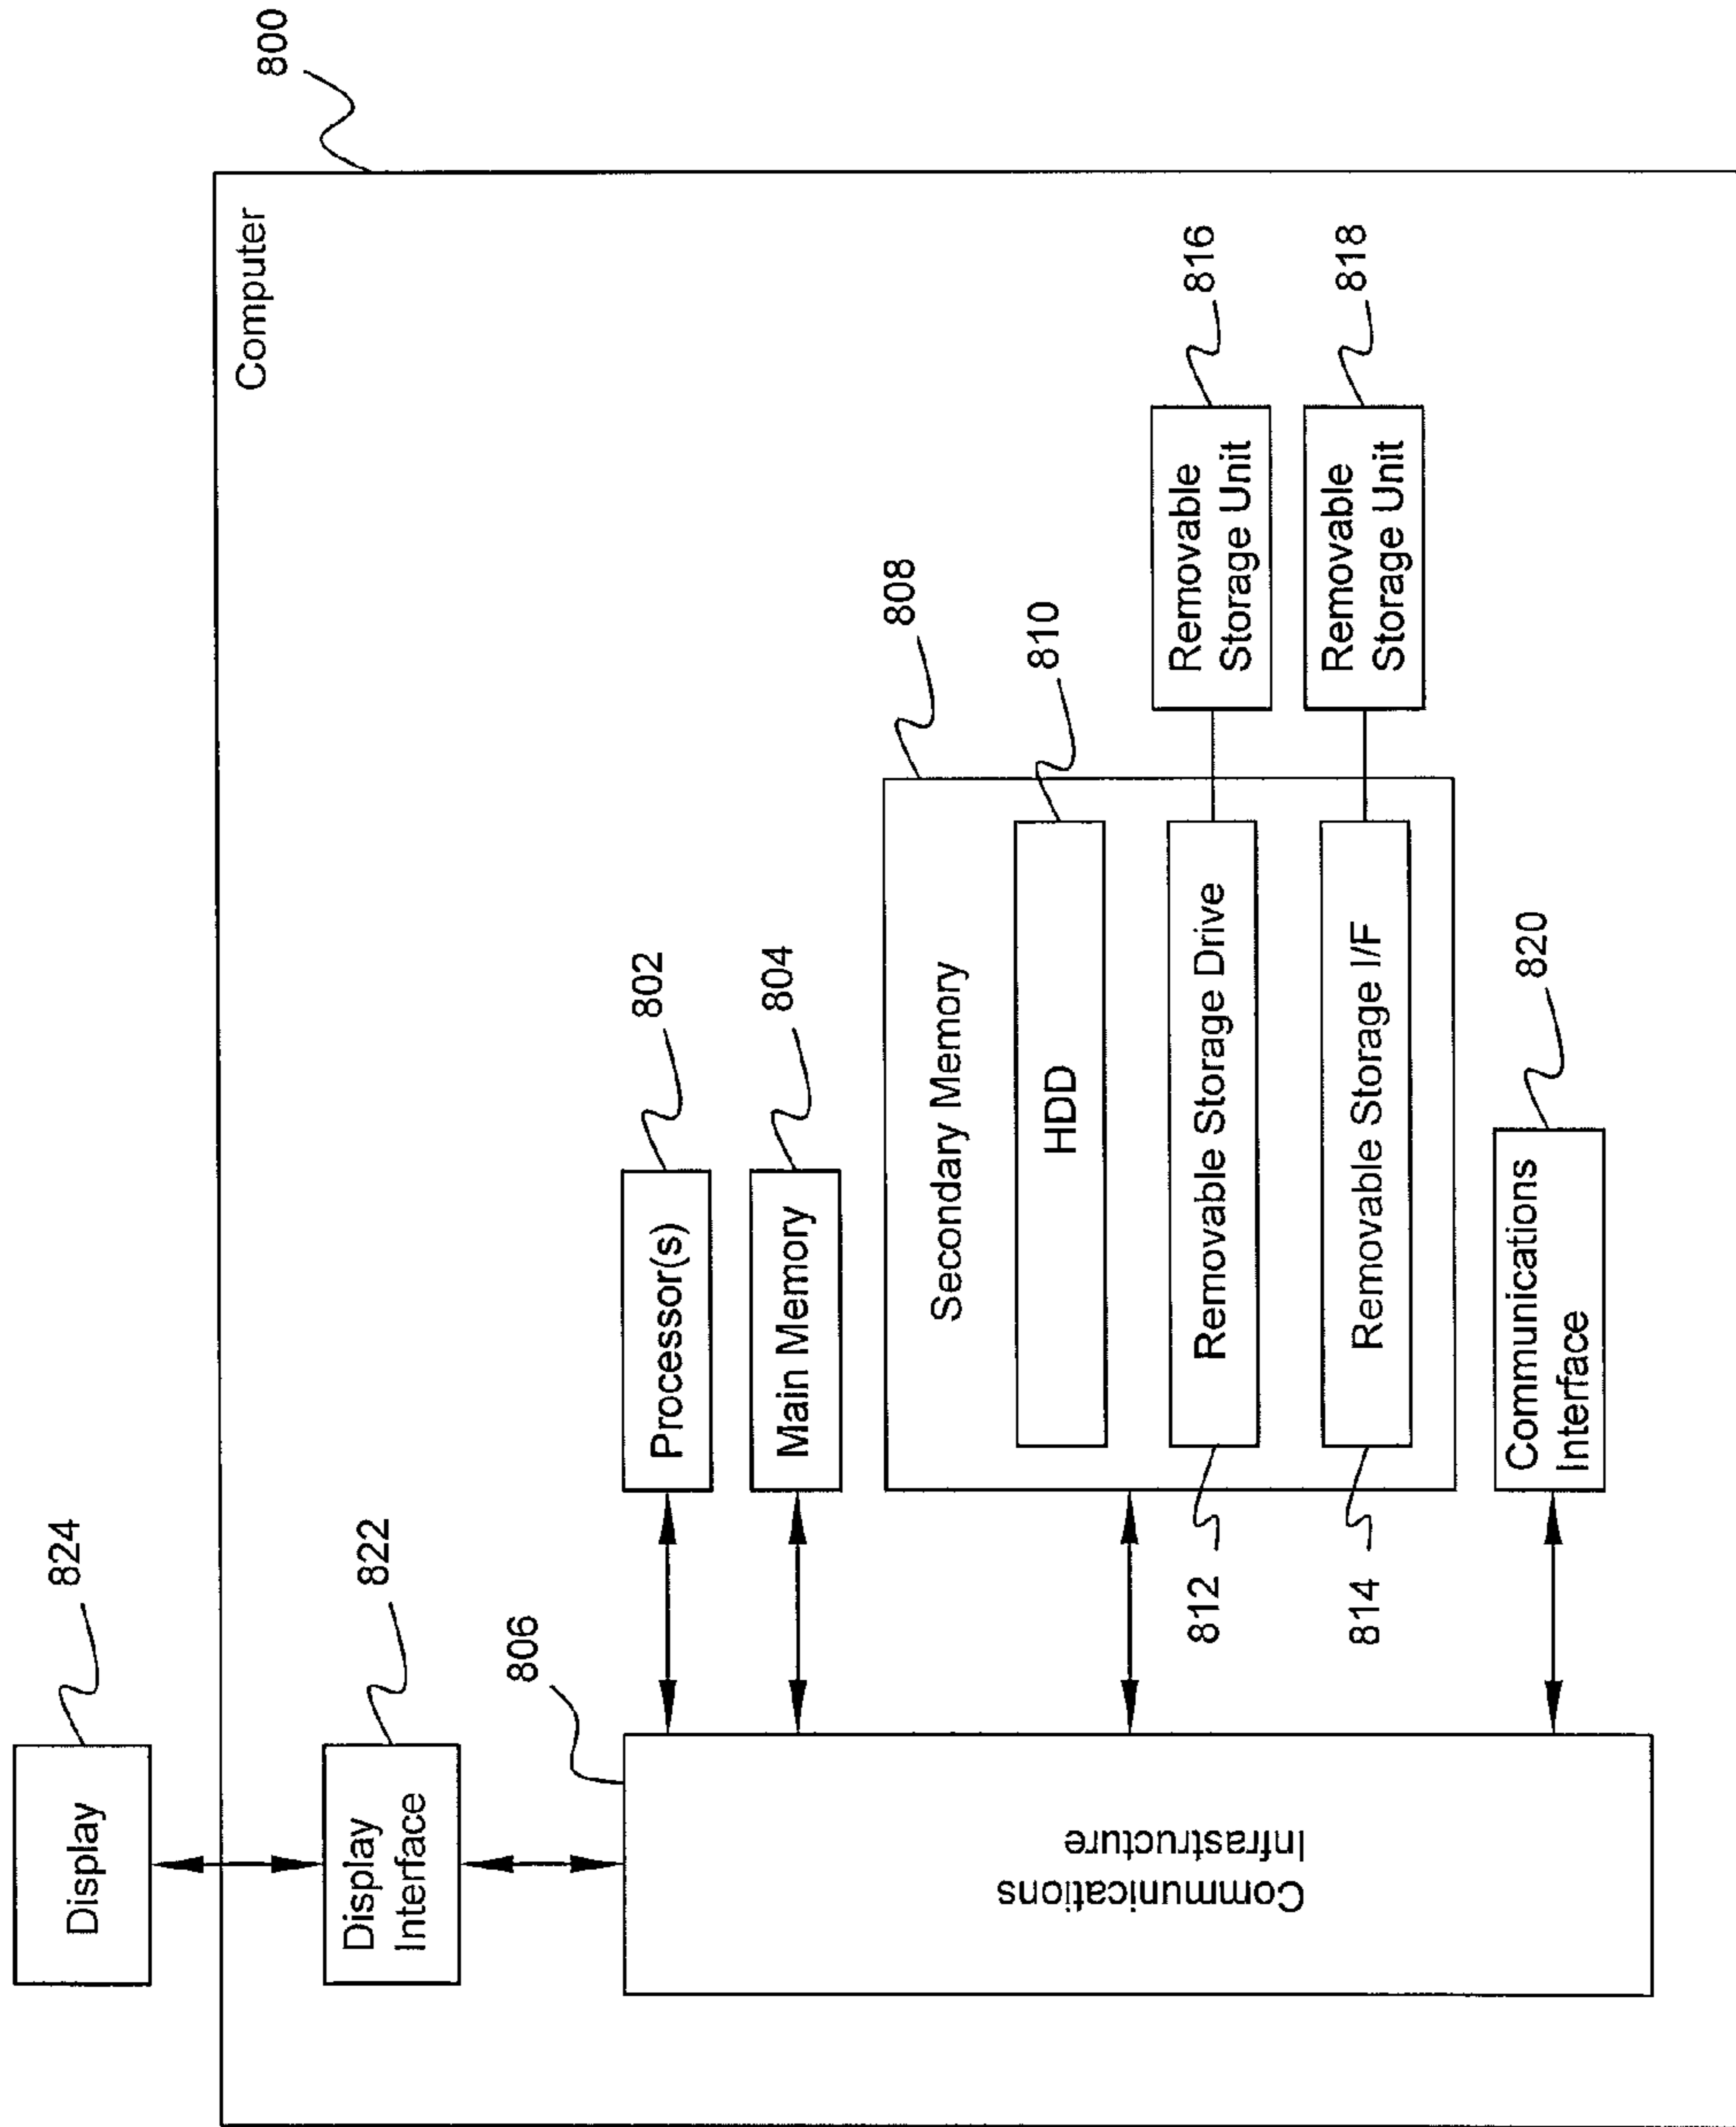 800
Computer
824
Display
822
Display
Interface
806
Communications
Infrastructure
Processor(s)
802
Main Memory
804
808
Secondary Memory
HDD
810
812
Removable Storage Drive
Removable
Storage Unit
816
814
Removable Storage I/F
Removable
Storage Unit
818
Communications
Interface
820